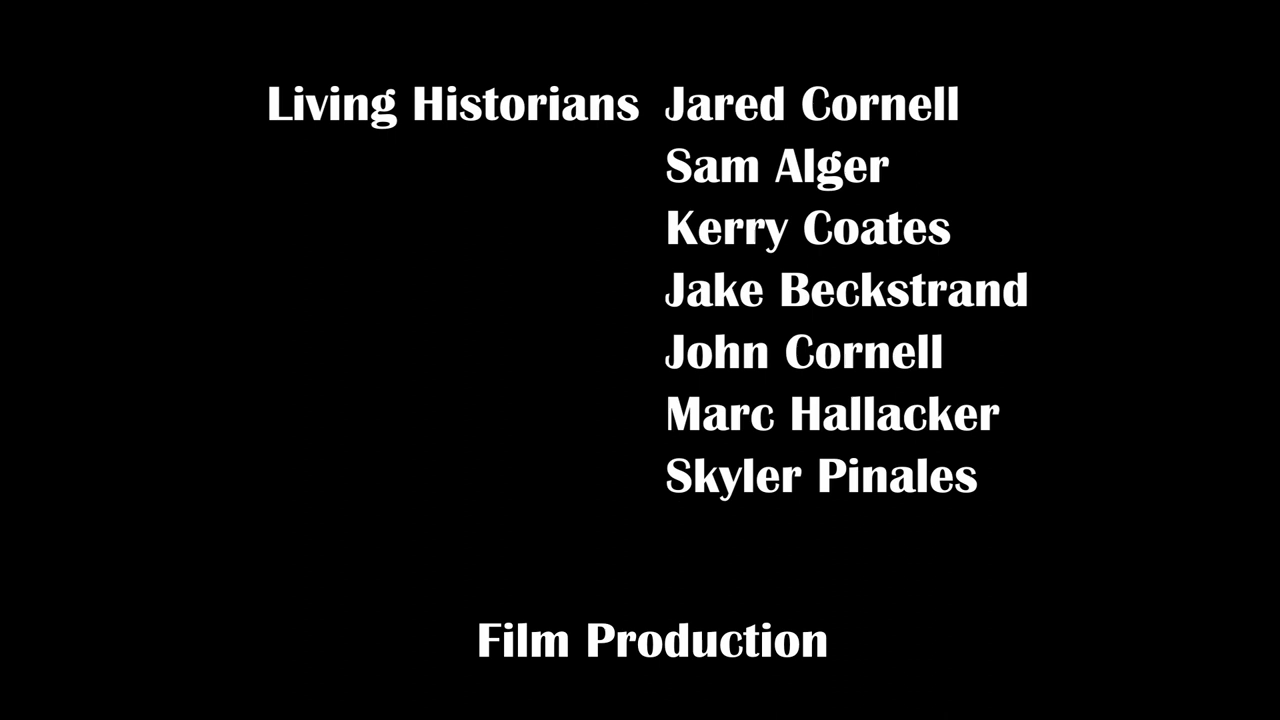 Living Historians Jared Cornell
Sam Alger
Kerry Coates
Jake Beckstrand
John Cornell
Marc Hallacker
Skyler Pinales
Film Production